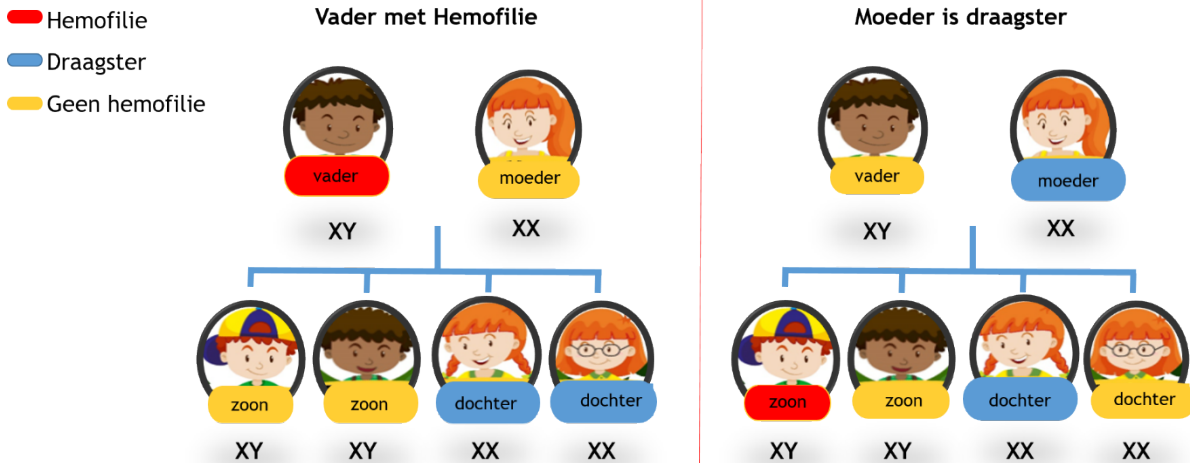 Hemofilie
Draagster
Geen hemofilie
Vader met Hemofilie
vader
moeder
XY
XX
zoon
zoon
dochter
dochter
XY
XY
XX
XX
Moeder is draagster
vader
moeder
XY
XX
zoon
zoon
dochter
dochter
XY
XY
XX
XX